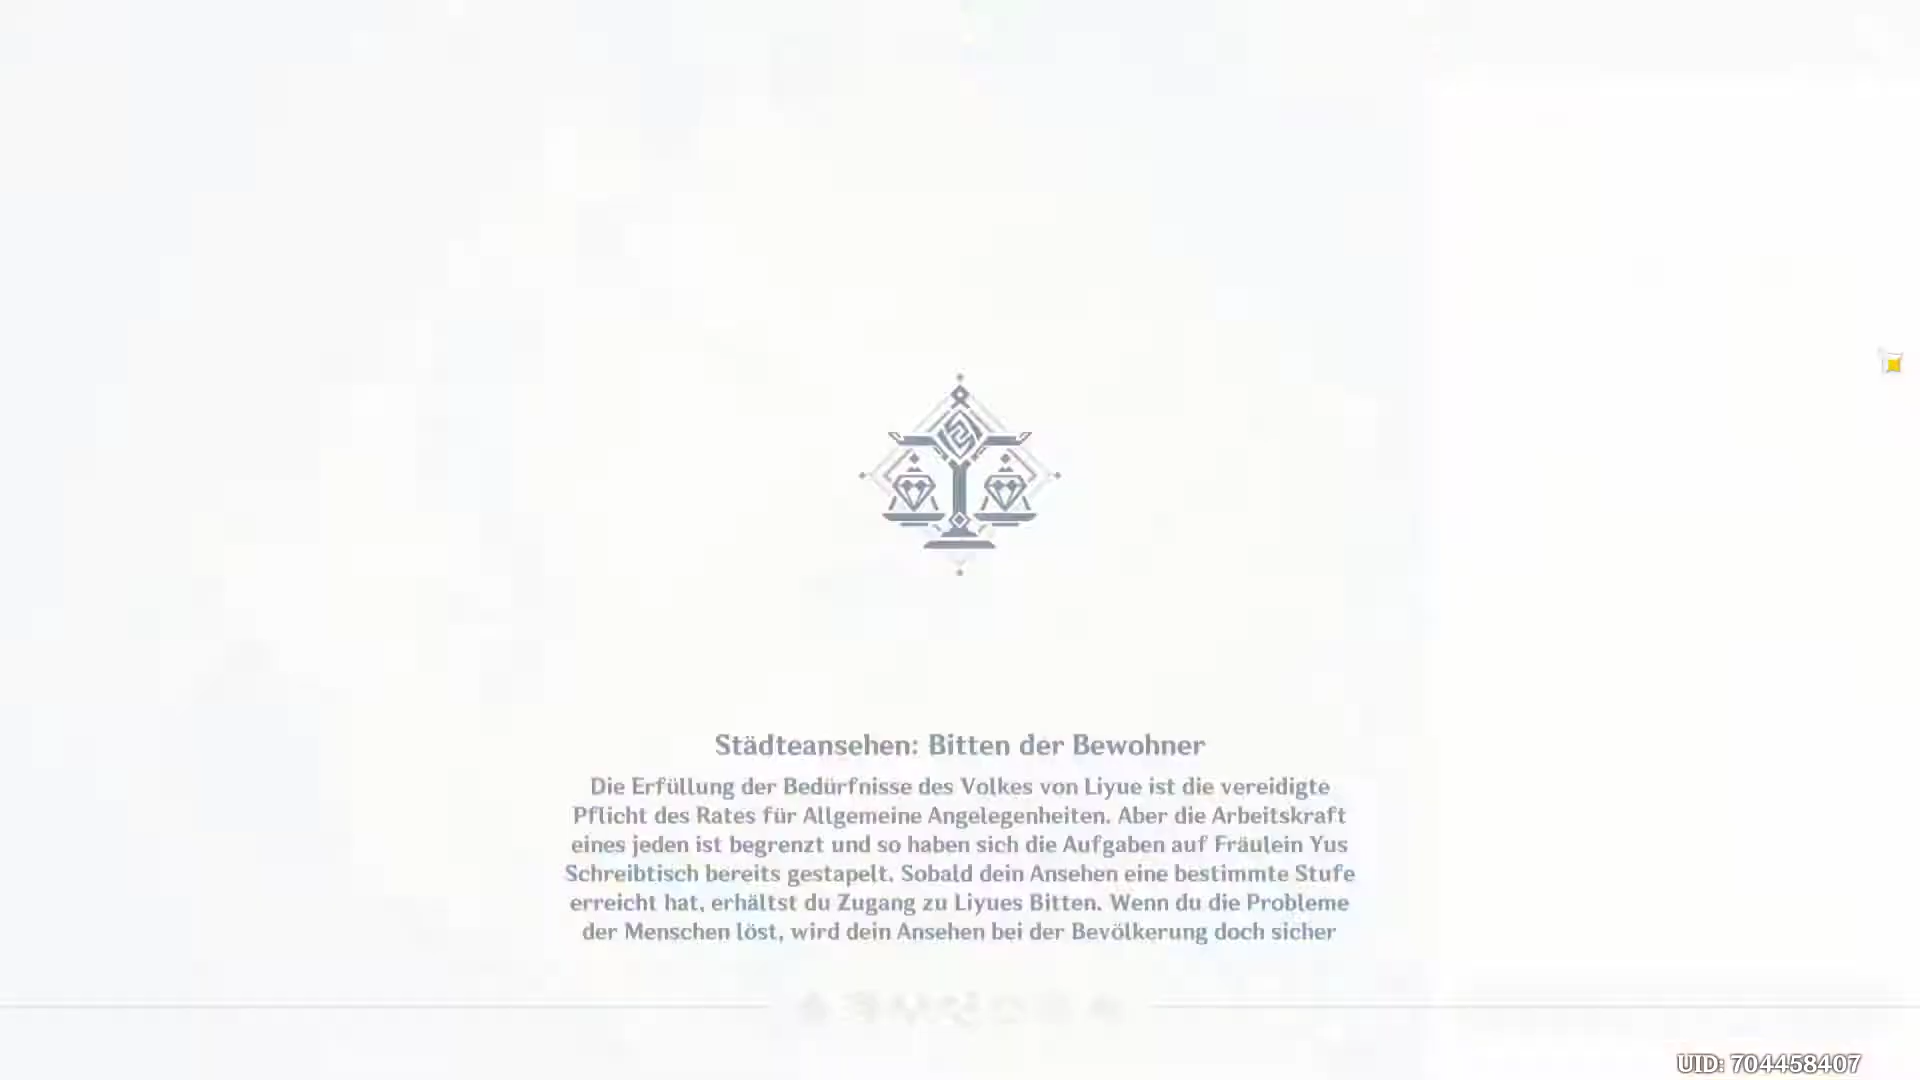 Städteansehen: Bitten der Bewohner
Die Erfüllung der Bedürfnisse des Volkes von Liyue ist die vereidigte
Pflicht des Rates für Allgemeine Angelegenheiten. Aber die Arbeitskraft
eines jeden ist begrenzt und so haben sich die Aufgaben auf Fräulein Yus
Schreibtisch bereits gestapelt. Sobald dein Ansehen eine bestimmte Stufe
erreicht hat, erhältst du Zugang zu Liyues Bitten. Wenn du die Probleme
der Menschen löst, wird dein Ansehen bei der Bevölkerung doch sicher
UID: 704458407